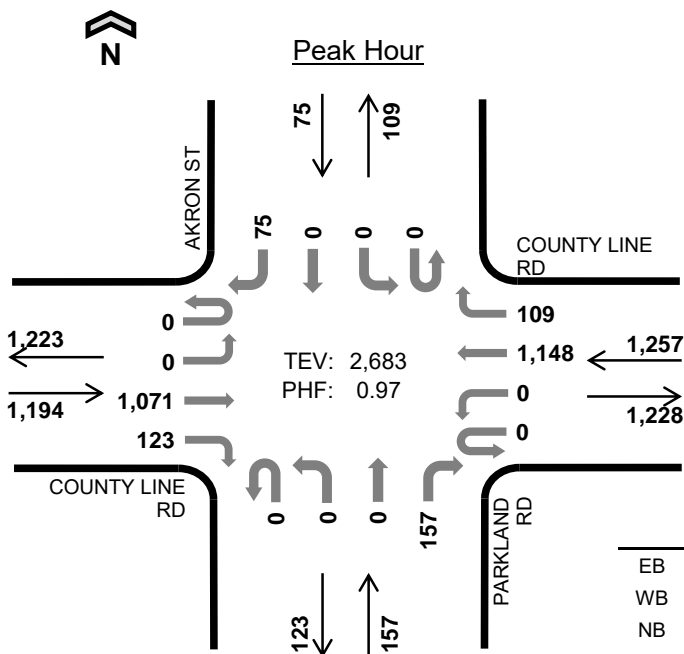 N
Peak Hour
75
109
AKRON ST
75
0
0
0
COUNTY LINE
RD
0
109
1,223
0
TEV: 2,683
1,148
1,257
1,194
1,071
PHF: 0.97
0
1,228
123
0
COUNTY LINE
RD
0
0
0
157
PARKLAND
RD
EB
WB
NB
123
157